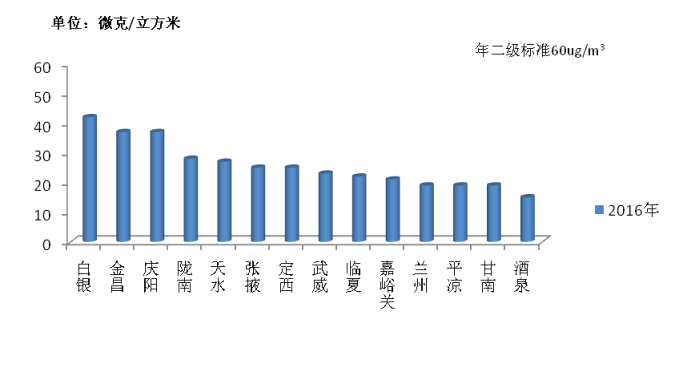 单位：微克/立方米
年二级标准60ug/m³
60
50
40
30
20
10
0
白银
金昌
庆阳
陇南
天水
张掖
定西
武威
临夏
嘉峪关
兰州
平凉
甘南
酒泉
2016年